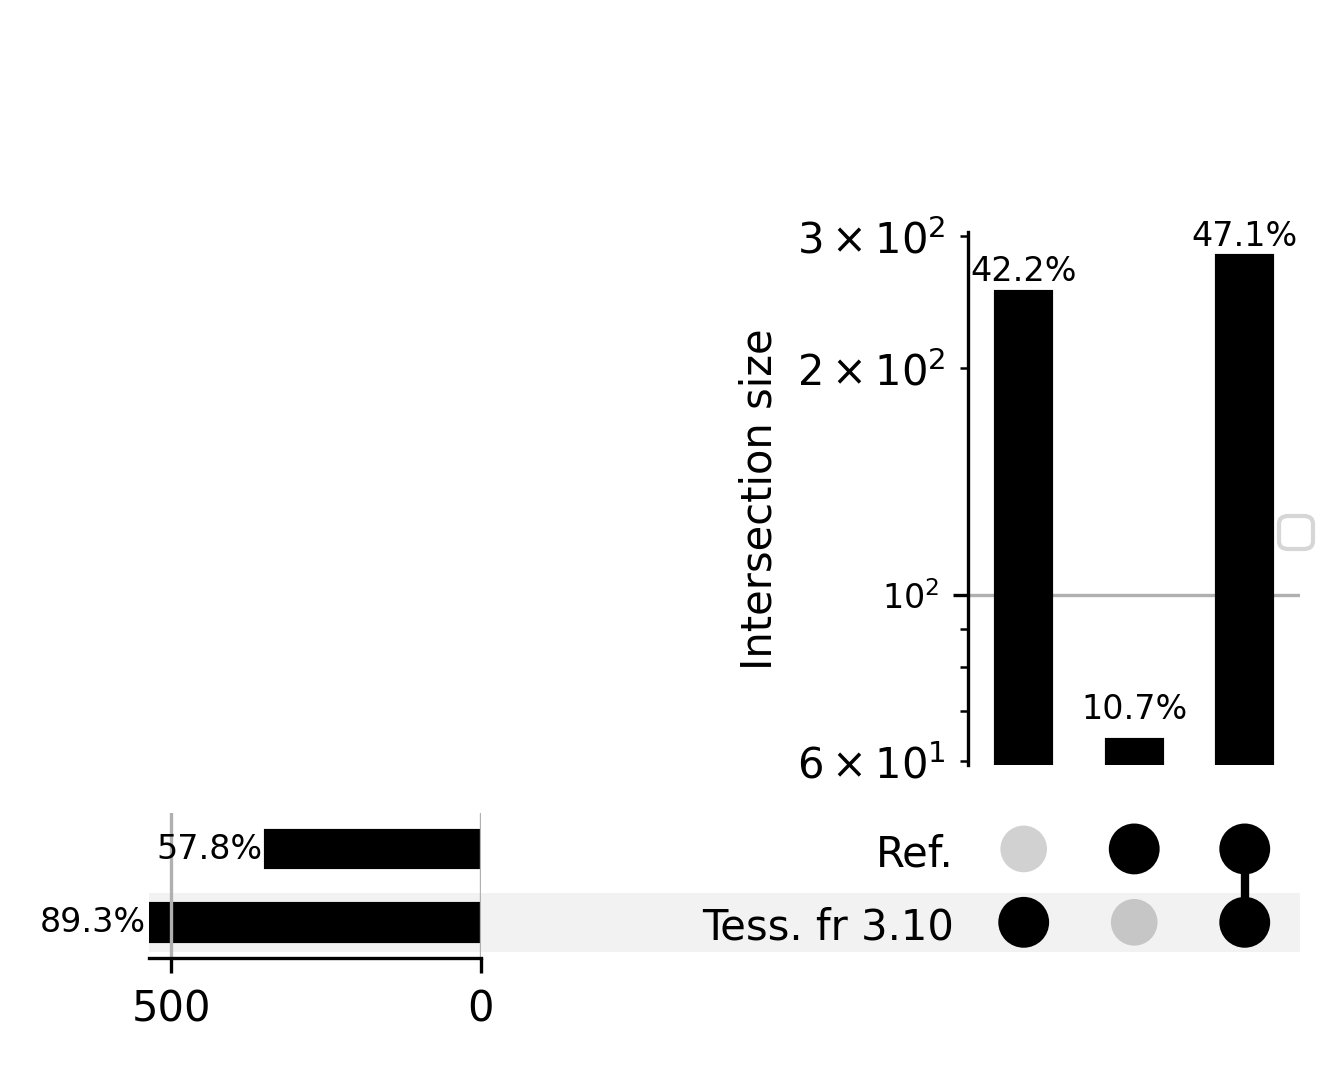 3 × 10²
47.1%
42.2%
2 × 10²
Intersection size
10²
10.7%
6 × 10¹
57.8%
Ref.
89.3%
Tess. fr 3.10
500
0